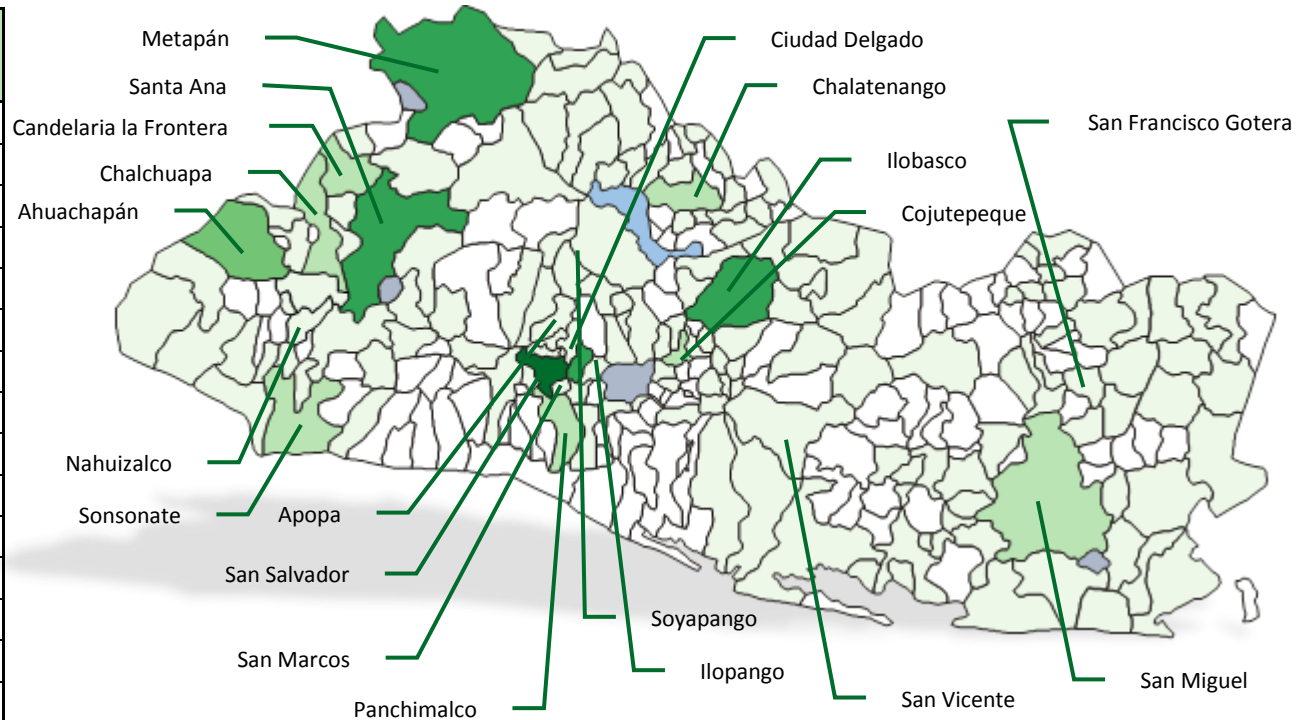 Metapán
Ciudad Delgado
Santa Ana
Chalatenango
Candelaria la Frontera
San Francisco Gotera
Chalchuapa
Ilobasco
Ahuachapán
Cojutepeque
Nahuizalco
Sonsonate
Apopa
San Salvador
Soyapango
San Marcos
Ilopango
San Miguel
San Vicente
Panchimalco